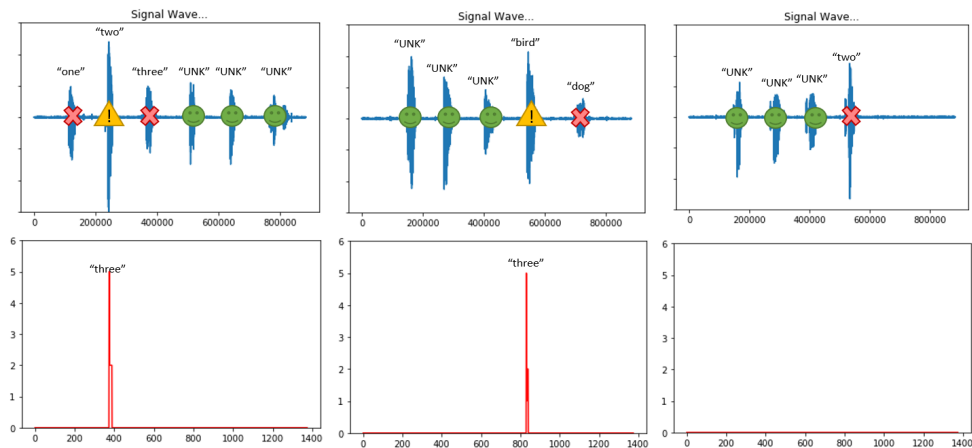 Signal Wave...
“one”
“two”
“three”
“UNK”
“UNK”
“UNK”
0 200000 400000 600000 800000
Signal Wave...
“UNK”
“UNK”
“UNK”
“bird”
“dog”
0 200000 400000 600000 800000
Signal Wave...
“UNK”
“UNK”
“UNK”
“two”
0 200000 400000 600000 800000
6
5
4
3
2
1
0
“three”
0 200 400 600 800 1000 1200 1400
6
5
4
3
2
1
0
“three”
0 200 400 600 800 1000 1200 1400
6
5
4
3
2
1
0
0 200 400 600 800 1000 1200 1400